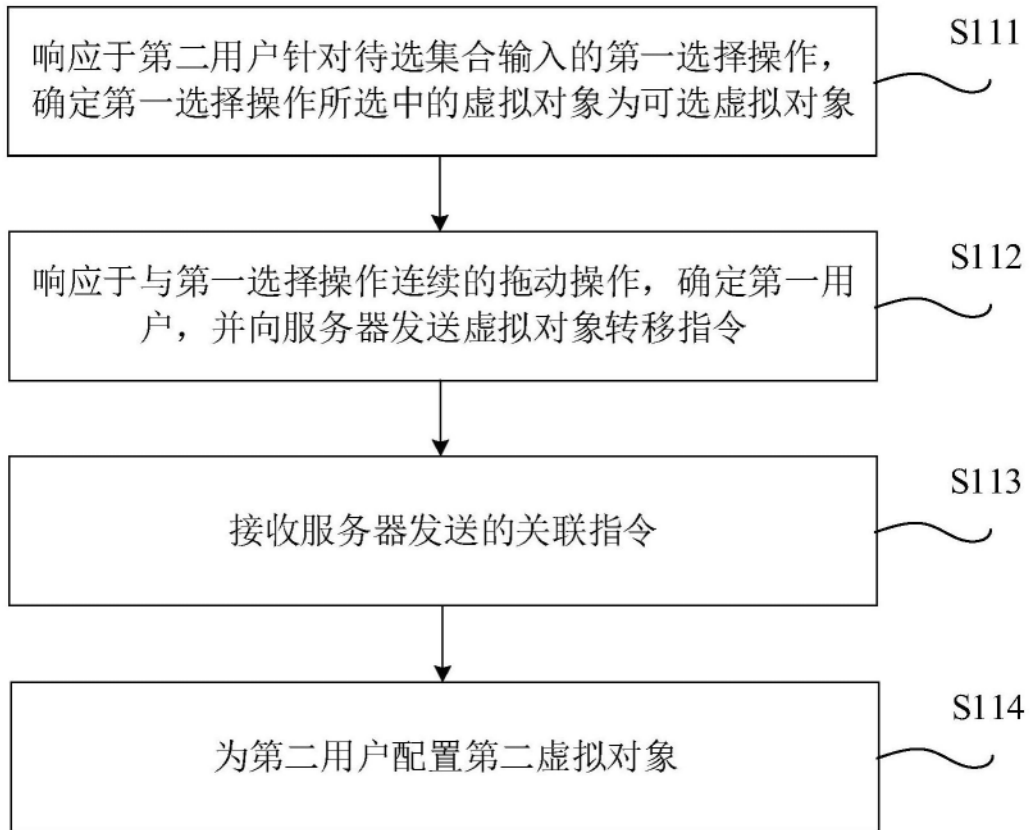 响应于第二用户针对待选集合输入的第一选择操作，
确定第一选择操作所选中的虚拟对象为可选虚拟对象
S111
响应于与第一选择操作连续的拖动操作，确定第一用
户，并向服务器发送虚拟对象转移指令
S112
接收服务器发送的关联指令
S113
为第二用户配置第二虚拟对象
S114